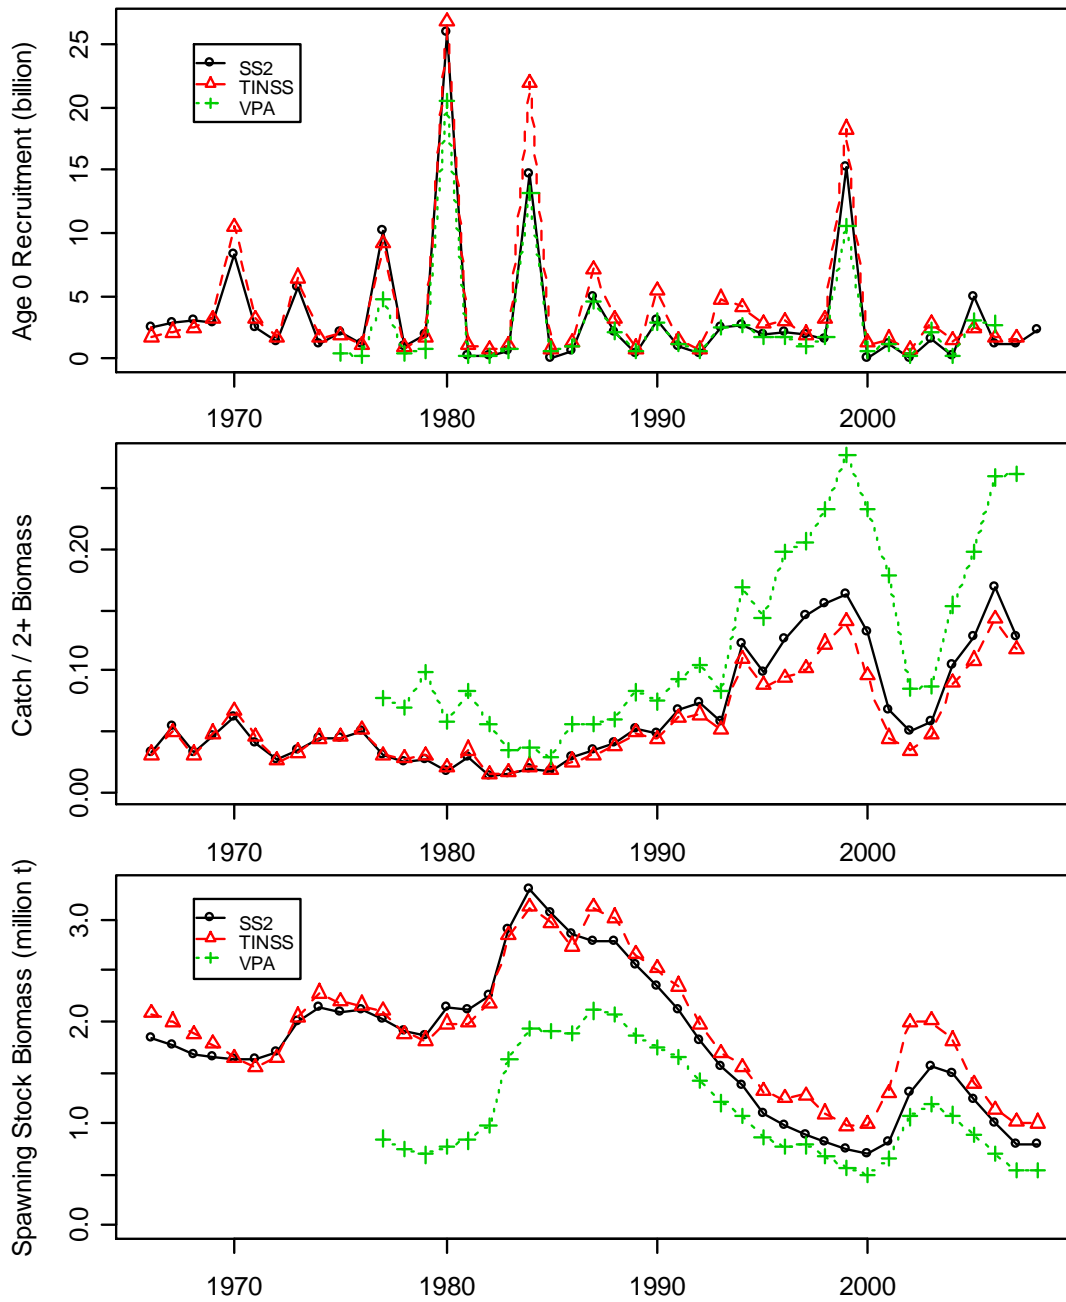 Age 0 Recruitment (billion)
25
20
15
10
5
0
SS2
TINSS
VPA
1970 1980 1990 2000
Catch / 2+ Biomass
0.20
0.10
0.00
1970 1980 1990 2000
Spawning Stock Biomass (million t)
3.0
2.0
1.0
0.0
SS2
TINSS
VPA
1970 1980 1990 2000